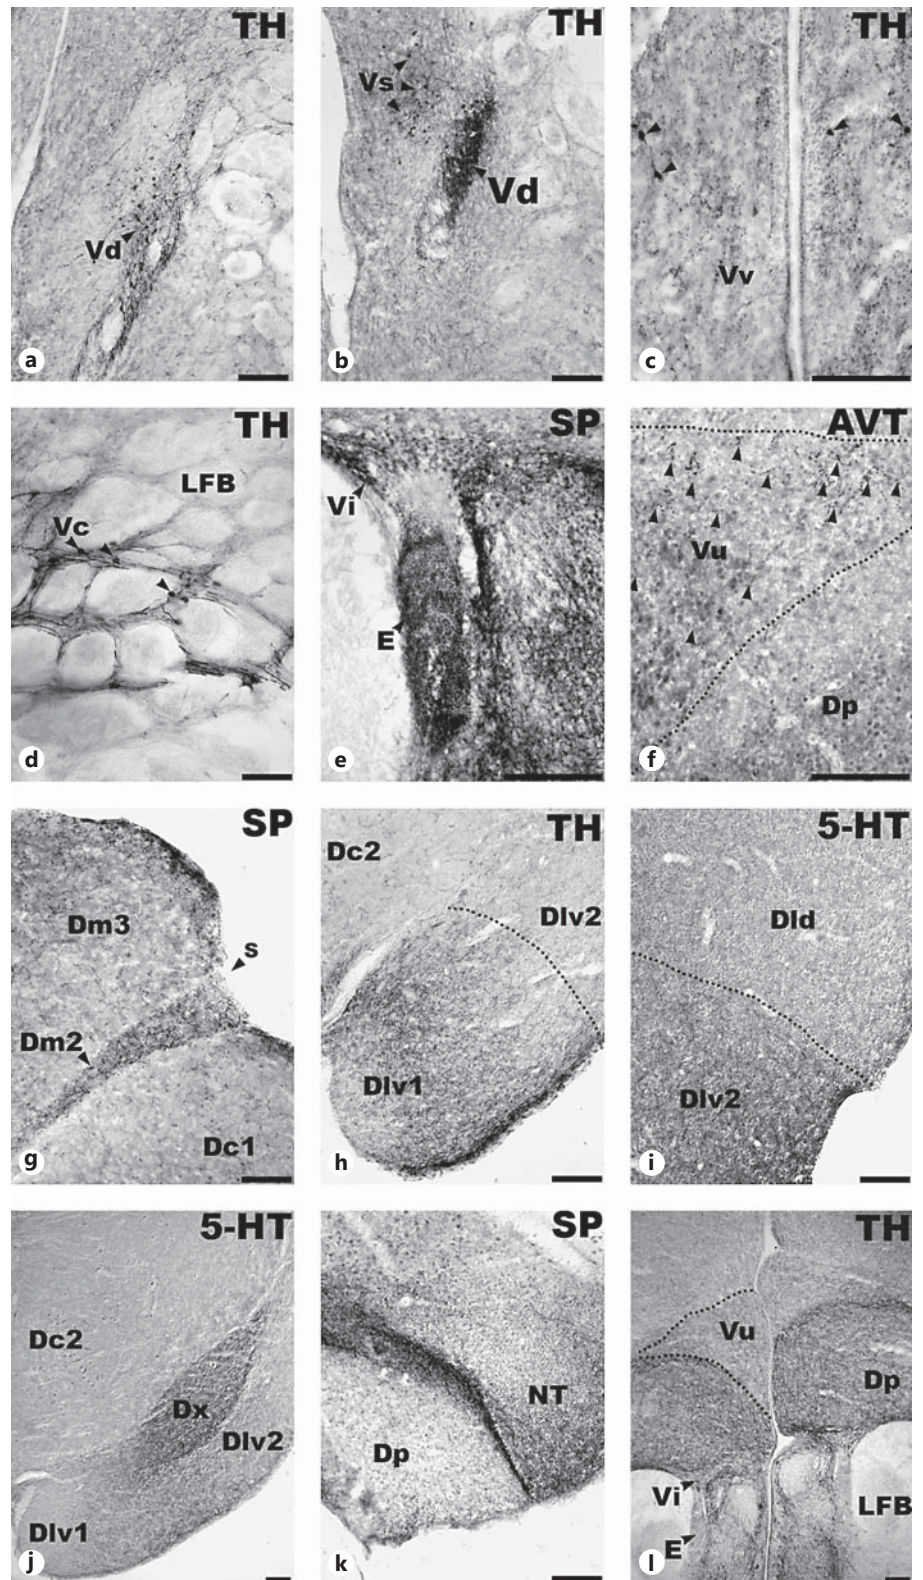 TH
Vd
a
TH
Vs
Vd
b
TH
Vv
c
TH
LFB
Vc
d
SP
Vi
E
e
AVT
Vu
Dp
f
SP
Dm3
s
Dm2
Dc1
g
TH
Dc2
Dlv2
Dlv1
h
5-HT
Dld
Dlv2
i
5-HT
Dc2
Dx
Dlv2
Dlv1
j
SP
NT
Dp
k
TH
Vu
Dp
Vi
LFB
E
l